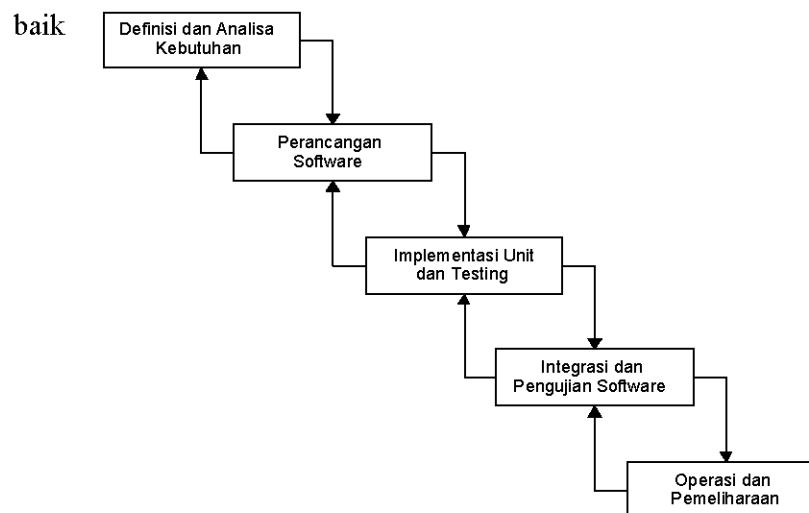 baik
Definisi dan Analisa
Kebutuhan
Perancangan
Software
Implementasi Unit
dan Testing
Integrasi dan
Pengujian Software
Operasi dan
Pemeliharaan